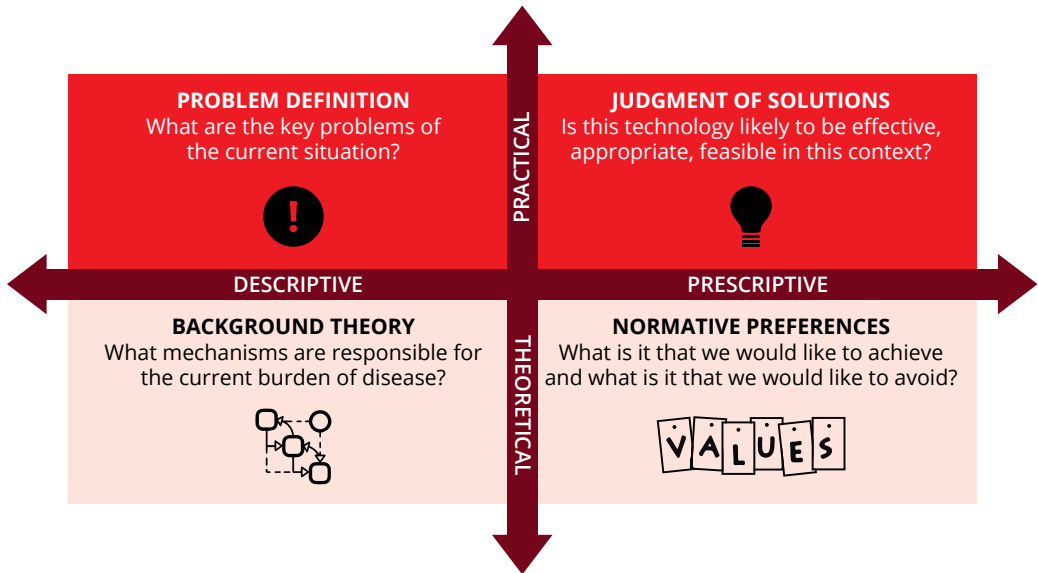 PROBLEM DEFINITION
What are the key problems of
the current situation?
!
JUDGMENT OF SOLUTIONS
Is this technology likely to be effective,
appropriate, feasible in this context?
PRACTICAL
DESCRIPTIVE
PRESCRIPTIVE
THEORETICAL
BACKGROUND THEORY
What mechanisms are responsible for
the current burden of disease?
NORMATIVE PREFERENCES
What is it that we would like to achieve
and what is it that we would like to avoid?
VALUES